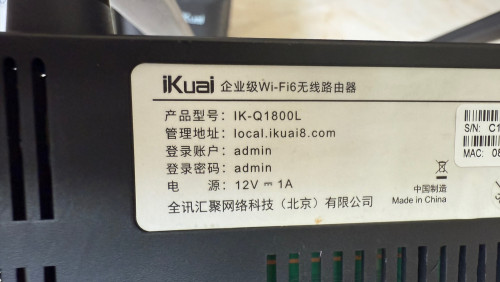 iKuai 企业级Wi-Fi6无线路由器
产品型号: IK-Q1800L
管理地址: local.ikuai8.com
登录账户: admin
登录密码: admin
电 源: 12V ⎓ 1A
全讯汇聚网络科技（北京）有限公司
中国制造
Made in China
S/N: C1
MAC: 08